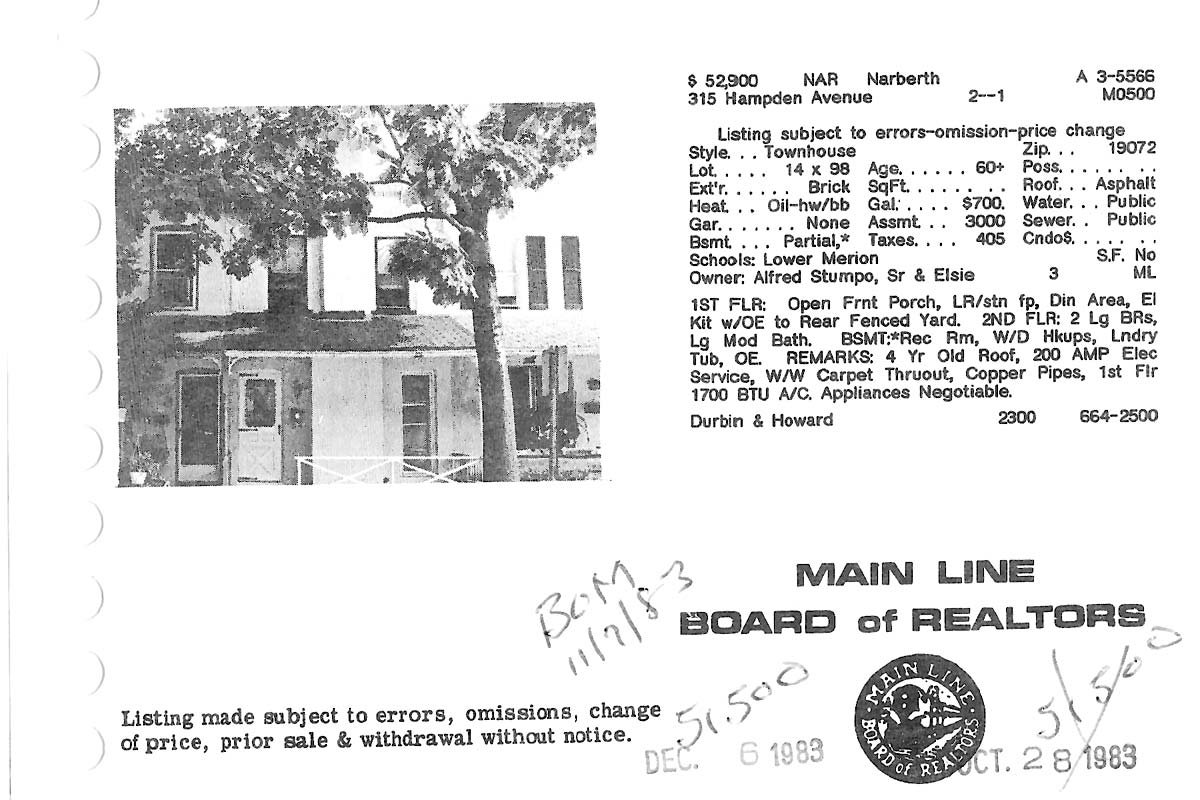 $ 52,900 NAR Narberth A 3-5566
315 Hampden Avenue 2--1 M0500
Listing subject to errors-omission-price change
Style. . . Townhouse Zip. . . 19072
Lot. . . . . 14 x 98 Age. . . . . . 60+ Poss. . . . . . . .
Ext'r. . . . . . Brick SqFt. . . . . . . . Roof. . . Asphalt
Heat. . . Oil-hw/bb Gal. . . . . $700. Water. . . Public
Gar. . . . . . . None Assmt. . . 3000 Sewer. . Public
Bsmt. . . . Partial,* Taxes. . . . 405 Cndo$. . . . . . .
Schools: Lower Merion S.F. No
Owner: Alfred Stumpo, Sr & Elsie 3 ML
1ST FLR: Open Frnt Porch, LR/stn fp, Din Area, El
Kit w/OE to Rear Fenced Yard. 2ND FLR: 2 Lg BRs,
Lg Mod Bath. BSMT:*Rec Rm, W/D Hkups, Lndry
Tub, OE. REMARKS: 4 Yr Old Roof, 200 AMP Elec
Service, W/W Carpet Thruout, Copper Pipes, 1st Flr
1700 BTU A/C. Appliances Negotiable.
Durbin & Howard 2300 664-2500
MAIN LINE
BOARD of REALTORS
BOM
11/7/83
51,500
51,500
MAIN LINE
BOARD of REALTORS
Listing made subject to errors, omissions, change
of price, prior sale & withdrawal without notice.
DEC. 6 1983
OCT. 28 1983